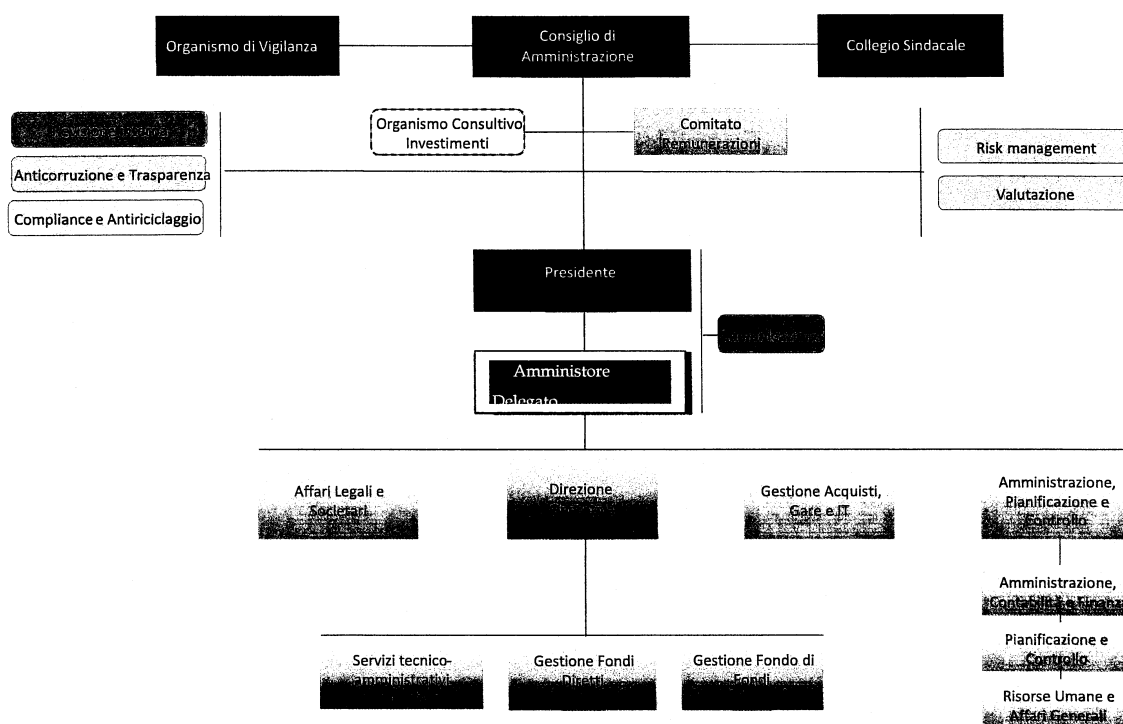 Organismo di Vigilanza
Consiglio di
Amministrazione
Collegio Sindacale
Organismo Consultivo
Investimenti
Comitato
Remunerazioni
Anticorruzione e Trasparenza
Compliance e Antiriciclaggio
Risk management
Valutazione
Presidente
Amministore
Delegato
Affari Legali e
Societari
Direzione
Gestione Acquisti,
Gare e IT
Amministrazione,
Pianificazione e
Controllo
Amministrazione,
Contabilità e Finanza
Pianificazione e
Controllo
Risorse Umane e
Affari Generali
Servizi tecnico-
amministrativi
Gestione Fondi
Diretti
Gestione Fondo di
Fondi